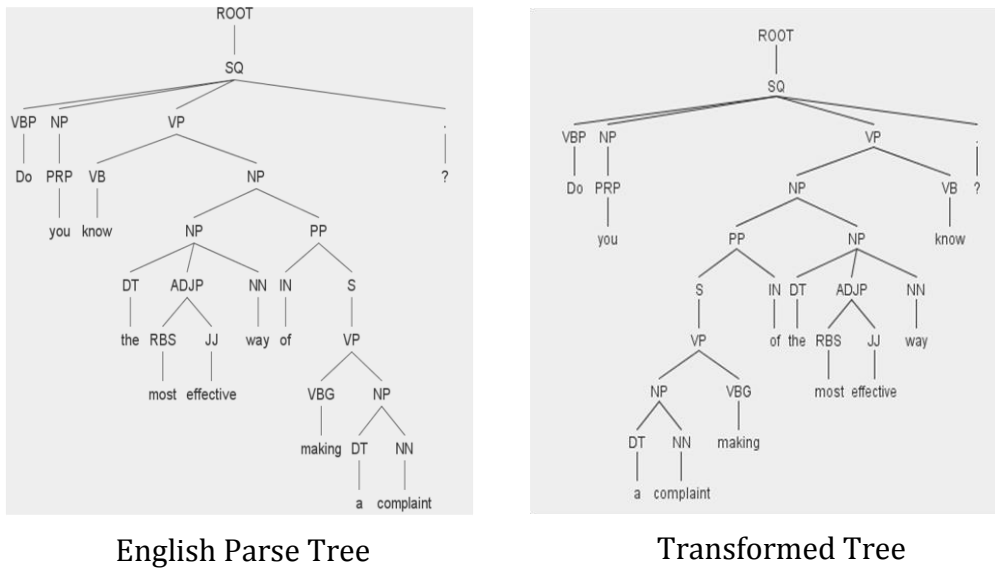 ROOT
SQ
VBP NP VP .
Do PRP VB NP ?
you know NP PP
DT ADJP NN IN S
the RBS JJ way of VP
most effective VBG NP
making DT NN
a complaint
English Parse Tree
ROOT
SQ
VBP NP VP .
Do PRP NP VB ?
you PP NP know
S IN DT ADJP NN
VP of the RBS JJ way
NP VBG most effective
DT NN making
a complaint
Transformed Tree